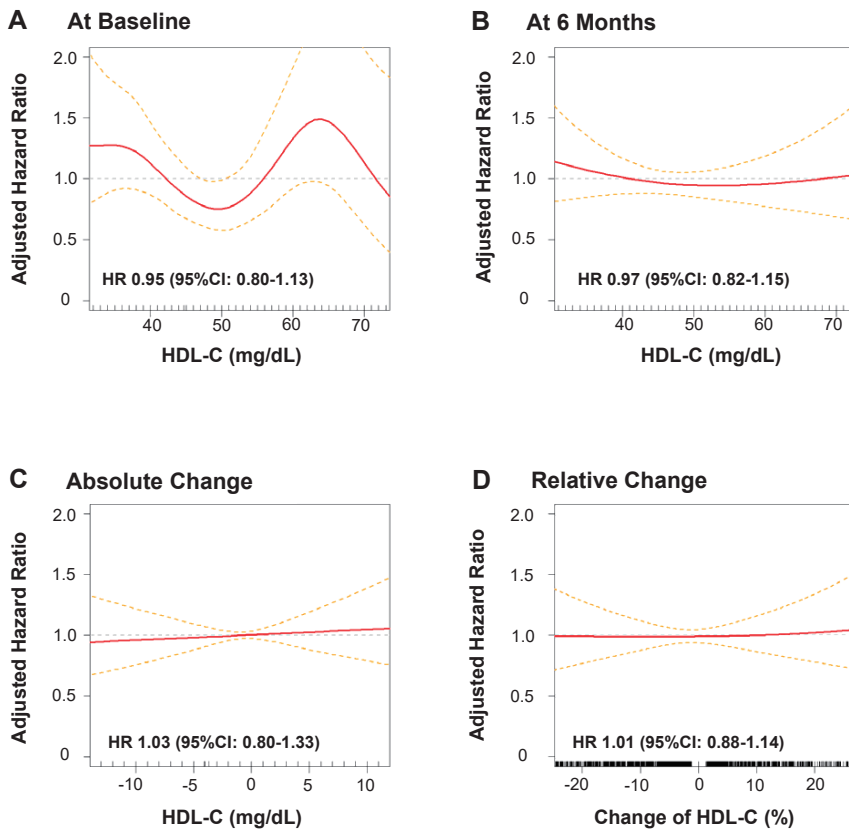 A At Baseline
Adjusted Hazard Ratio
2.0
1.5
1.0
0.5
0
HR 0.95 (95%CI: 0.80-1.13)
40 50 60 70
HDL-C (mg/dL)
B At 6 Months
Adjusted Hazard Ratio
2.0
1.5
1.0
0.5
0
HR 0.97 (95%CI: 0.82-1.15)
40 50 60 70
HDL-C (mg/dL)
C Absolute Change
Adjusted Hazard Ratio
2.0
1.5
1.0
0.5
0
HR 1.03 (95%CI: 0.80-1.33)
-10 -5 0 5 10
HDL-C (mg/dL)
D Relative Change
Adjusted Hazard Ratio
2.0
1.5
1.0
0.5
0
HR 1.01 (95%CI: 0.88-1.14)
-20 -10 0 10 20
Change of HDL-C (%)